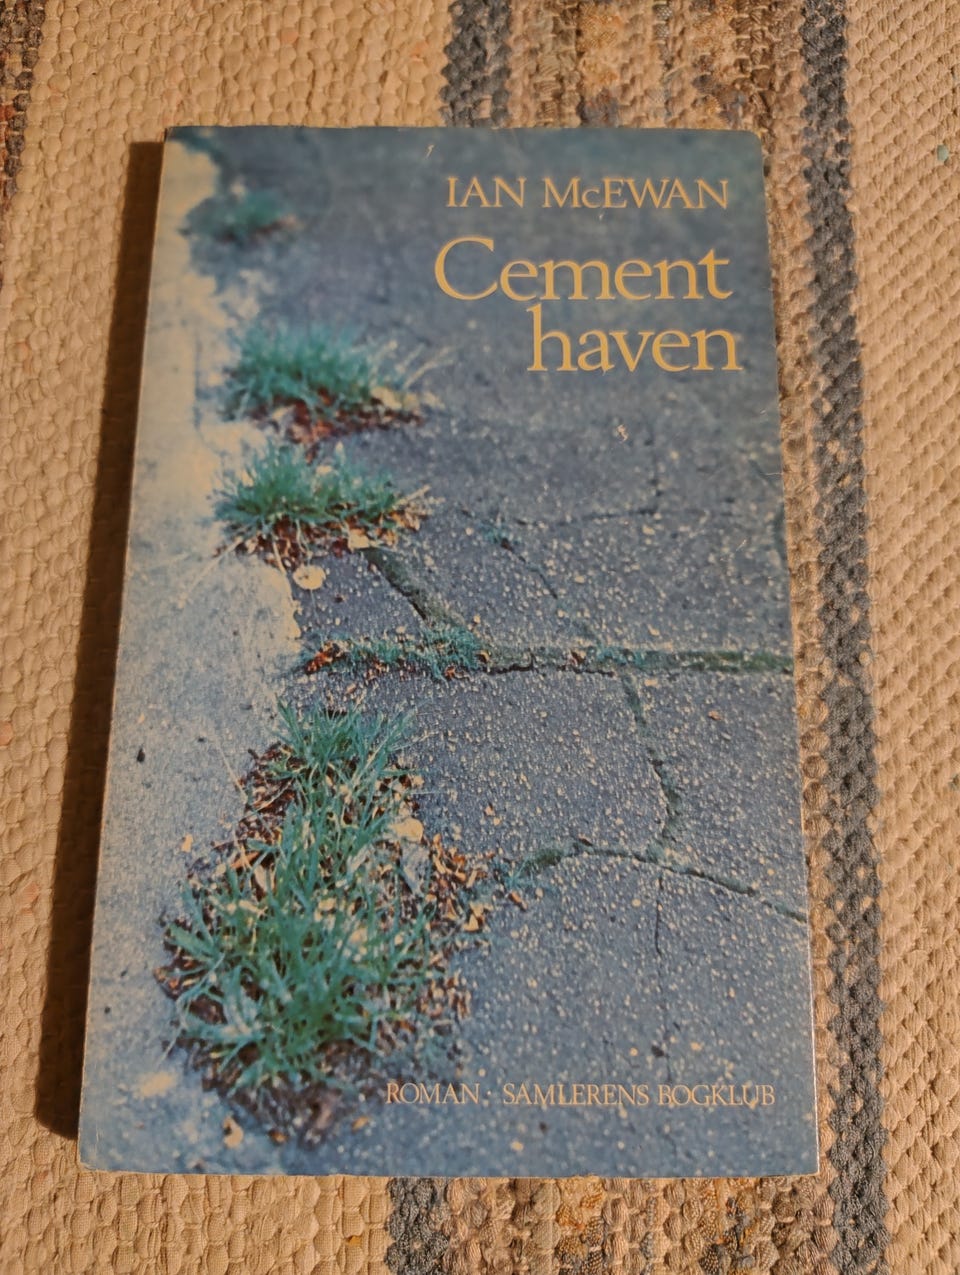 IAN McEWAN
Cement
haven
ROMAN · SAMLERENS BOGKLUB